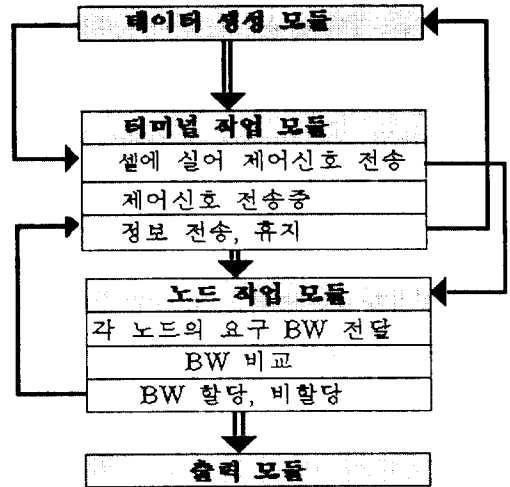 데이터 생성 모듈
터미널 작업 모듈
셀에 실어 제어신호 전송
제어신호 전송중
정보 전송, 휴지
노드 작업 모듈
각 노드의 요구 BW 전달
BW 비교
BW 할당, 비할당
출력 모듈